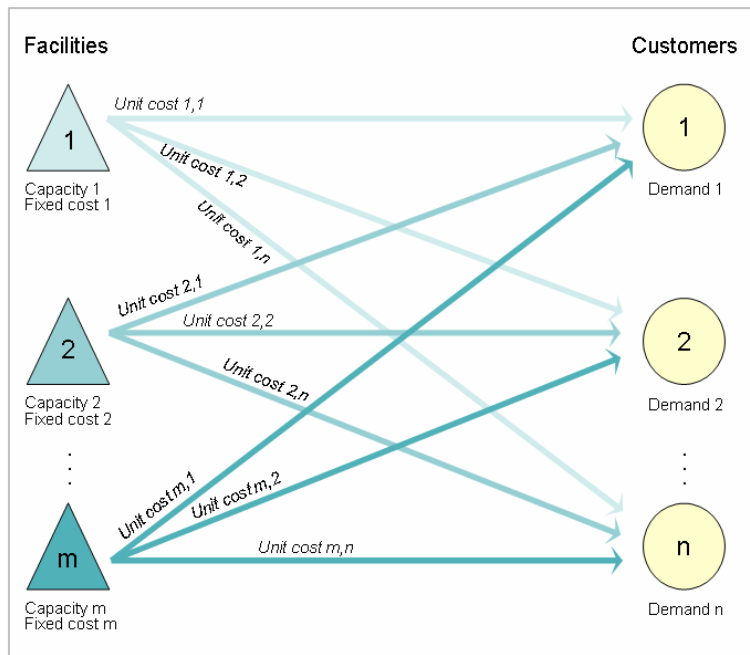 Facilities
Customers
1
Capacity 1
Fixed cost 1
Unit cost 1,1
Unit cost 1,2
Unit cost 1,n
1
Demand 1
2
Capacity 2
Fixed cost 2
Unit cost 2,1
Unit cost 2,2
Unit cost 2,n
2
Demand 2
m
Capacity m
Fixed cost m
Unit cost m,1
Unit cost m,2
Unit cost m,n
n
Demand n